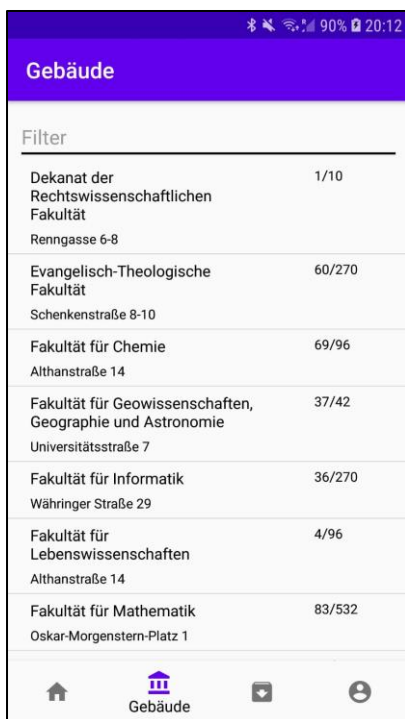 90% 20:12
Gebäude
Filter
Dekanat der 1/10
Rechtswissenschaftlichen
Fakultät
Renngasse 6-8
Evangelisch-Theologische 60/270
Fakultät
Schenkenstraße 8-10
Fakultät für Chemie 69/96
Althanstraße 14
Fakultät für Geowissenschaften, 37/42
Geographie und Astronomie
Universitätsstraße 7
Fakultät für Informatik 36/270
Währinger Straße 29
Fakultät für 4/96
Lebenswissenschaften
Althanstraße 14
Fakultät für Mathematik 83/532
Oskar-Morgenstern-Platz 1
Gebäude